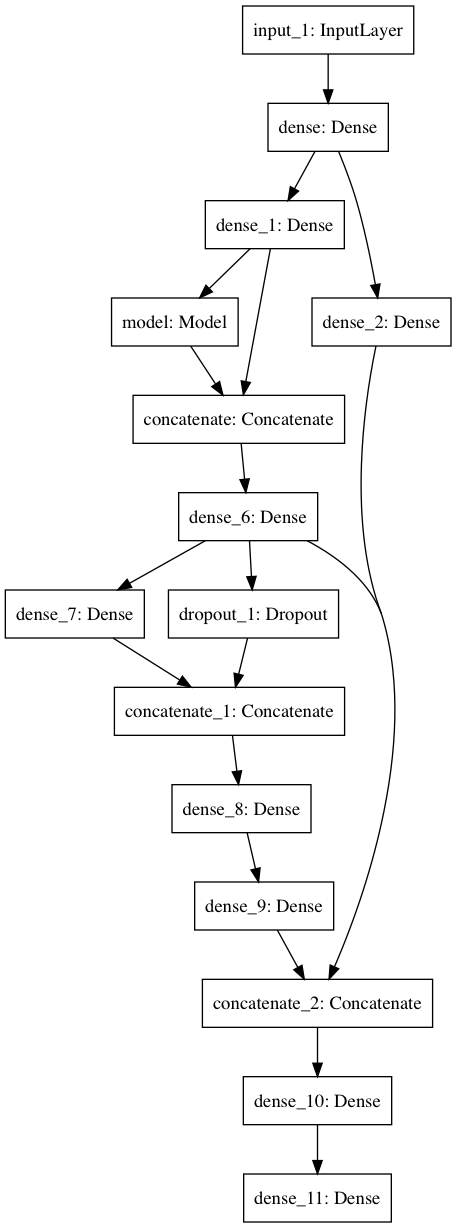 input_1: InputLayer
dense: Dense
dense_1: Dense
model: Model
dense_2: Dense
concatenate: Concatenate
dense_6: Dense
dense_7: Dense
dropout_1: Dropout
concatenate_1: Concatenate
dense_8: Dense
dense_9: Dense
concatenate_2: Concatenate
dense_10: Dense
dense_11: Dense